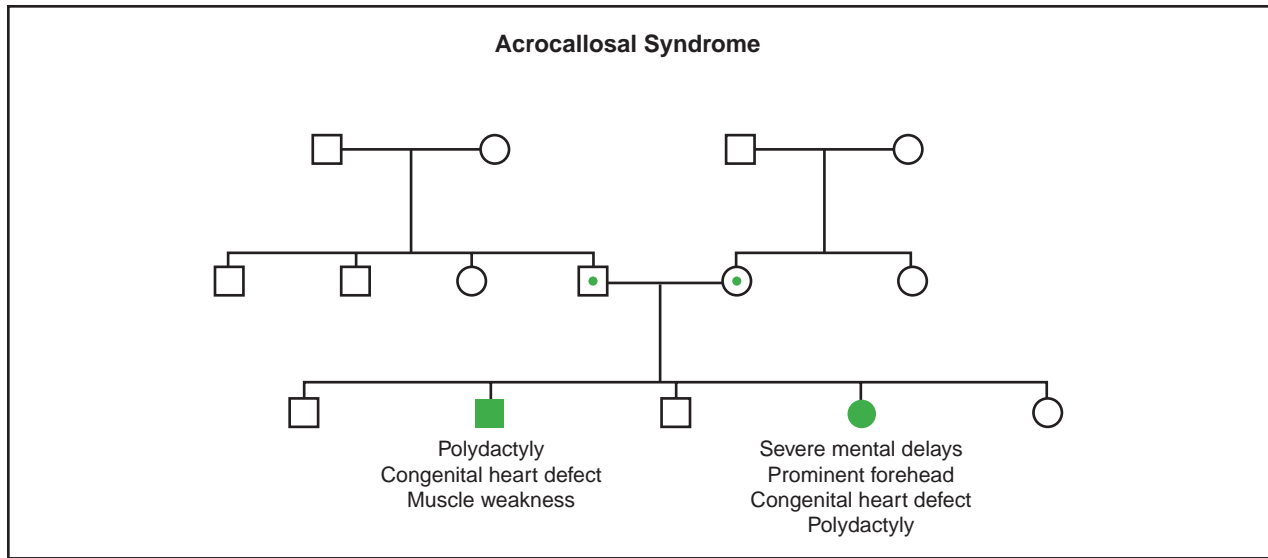 Acrocallosal Syndrome
Polydactyly
Congenital heart defect
Muscle weakness
Severe mental delays
Prominent forehead
Congenital heart defect
Polydactyly